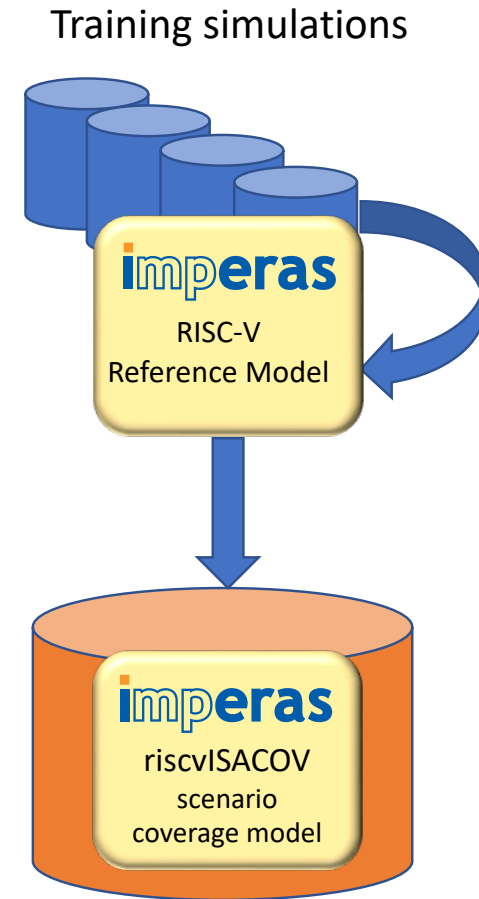 Training simulations
imperas
RISC-V
Reference Model
imperas
riscvISACOV
scenario
coverage model